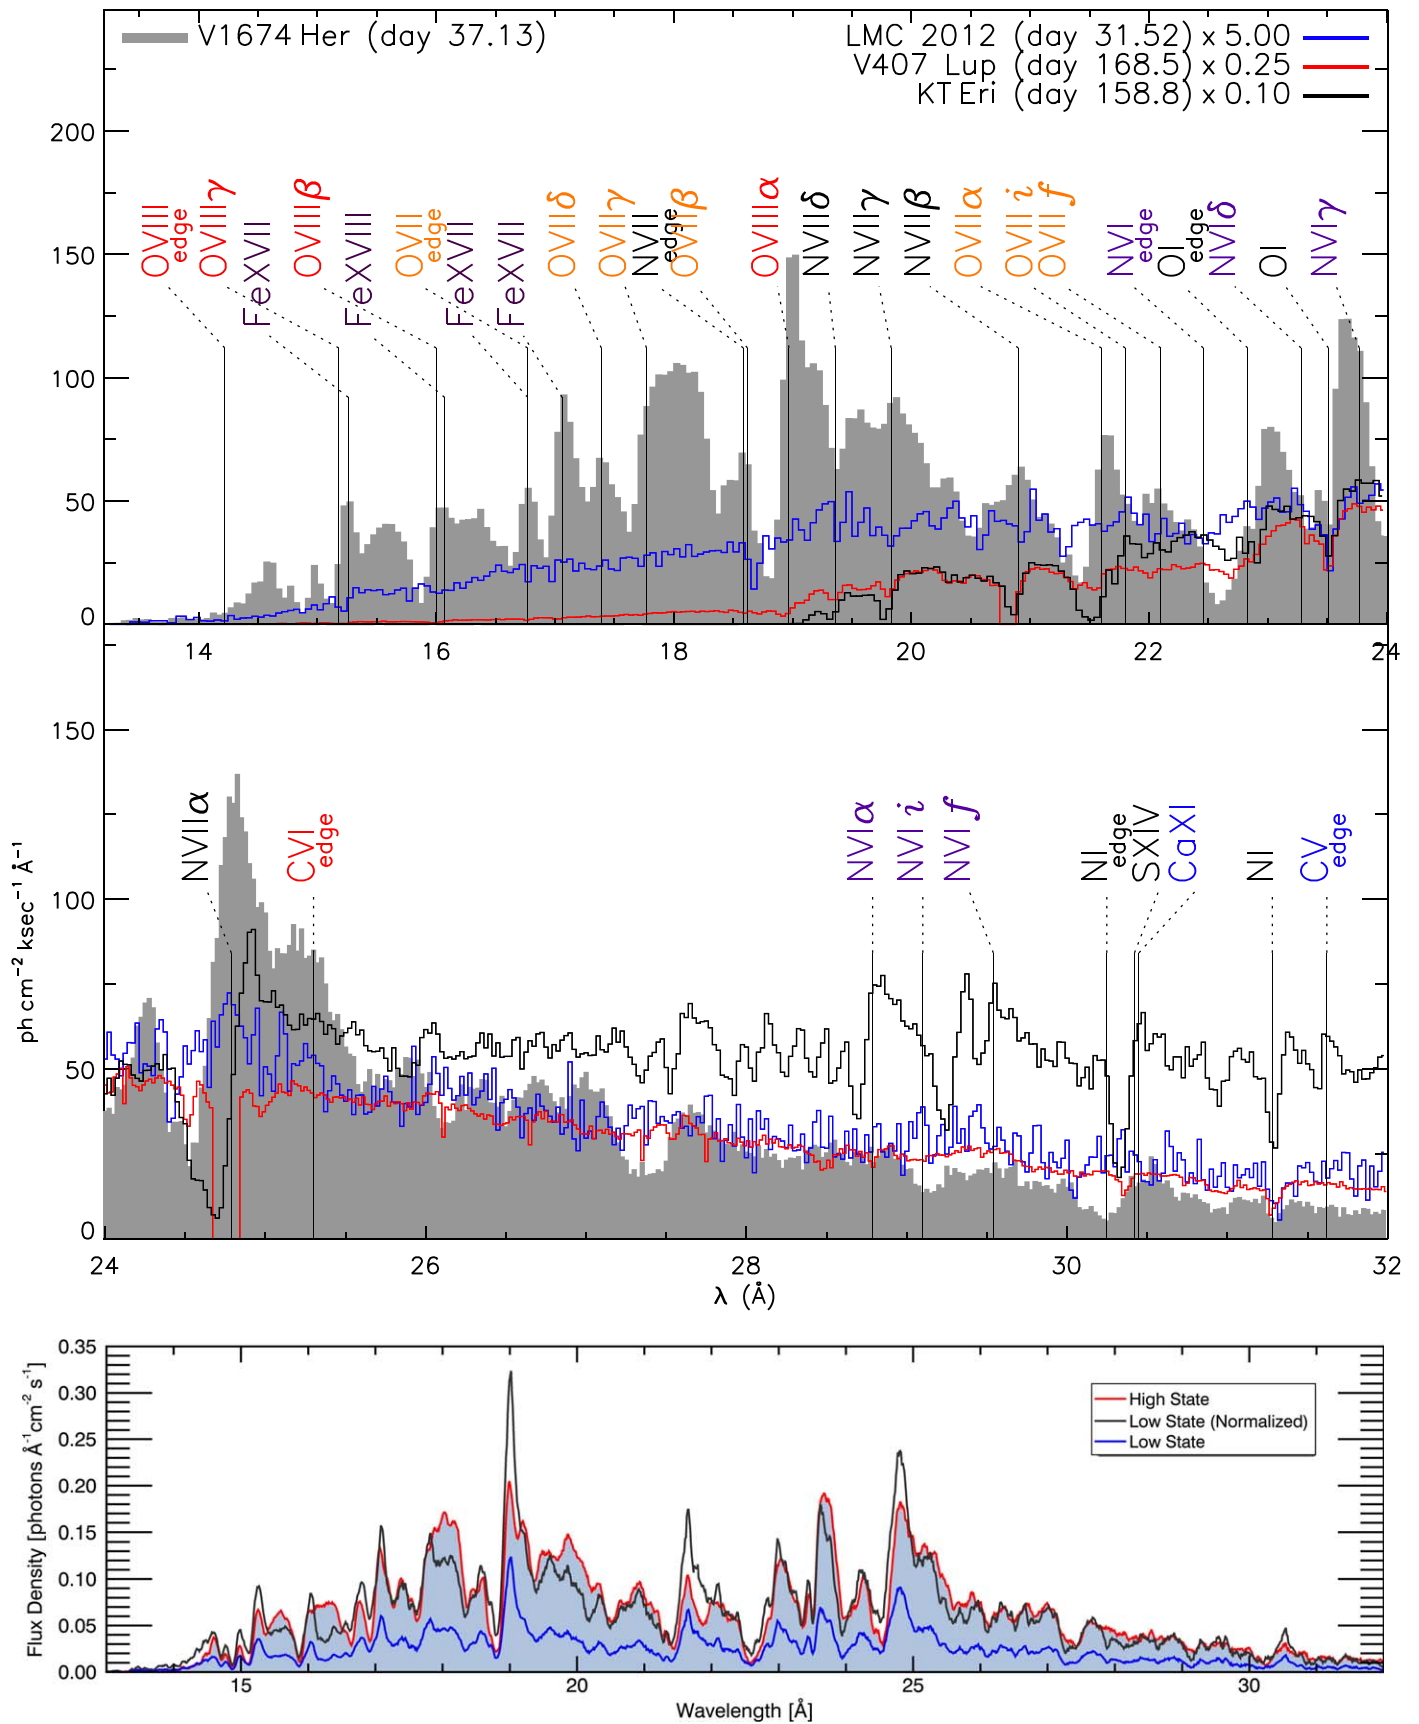 V1674 Her (day 37.13)
LMC 2012 (day 31.52) x 5.00
V407 Lup (day 168.5) x 0.25
KT Eri (day 158.8) x 0.10
200
150
100
50
0
OVIII edge
OVIIIγ
FeXVII
OVIIIβ
FeXVIII
OVII edge
FeXVII
FeXVII
OVIIδ
OVIIγ
NVII edge
OVIIβ
OVIIIα
NVIIδ
NVIIγ
NVIIβ
OVIIα
OVII i
OVII f
NVI edge
OI edge
NVIδ
OI
NVIγ
14 16 18 20 22 24
150
100
50
0
ph cm⁻² ksec⁻¹ Å⁻¹
NVIIα
CVI edge
NVIα
NVI i
NVI f
NI edge
SXIV
CaXI
NI
CV edge
24 26 28 30 32
λ (Å)
0.35
0.30
0.25
0.20
0.15
0.10
0.05
0.00
Flux Density [photons Å⁻¹cm⁻² s⁻¹]
High State
Low State (Normalized)
Low State
15 20 25 30
Wavelength [Å]